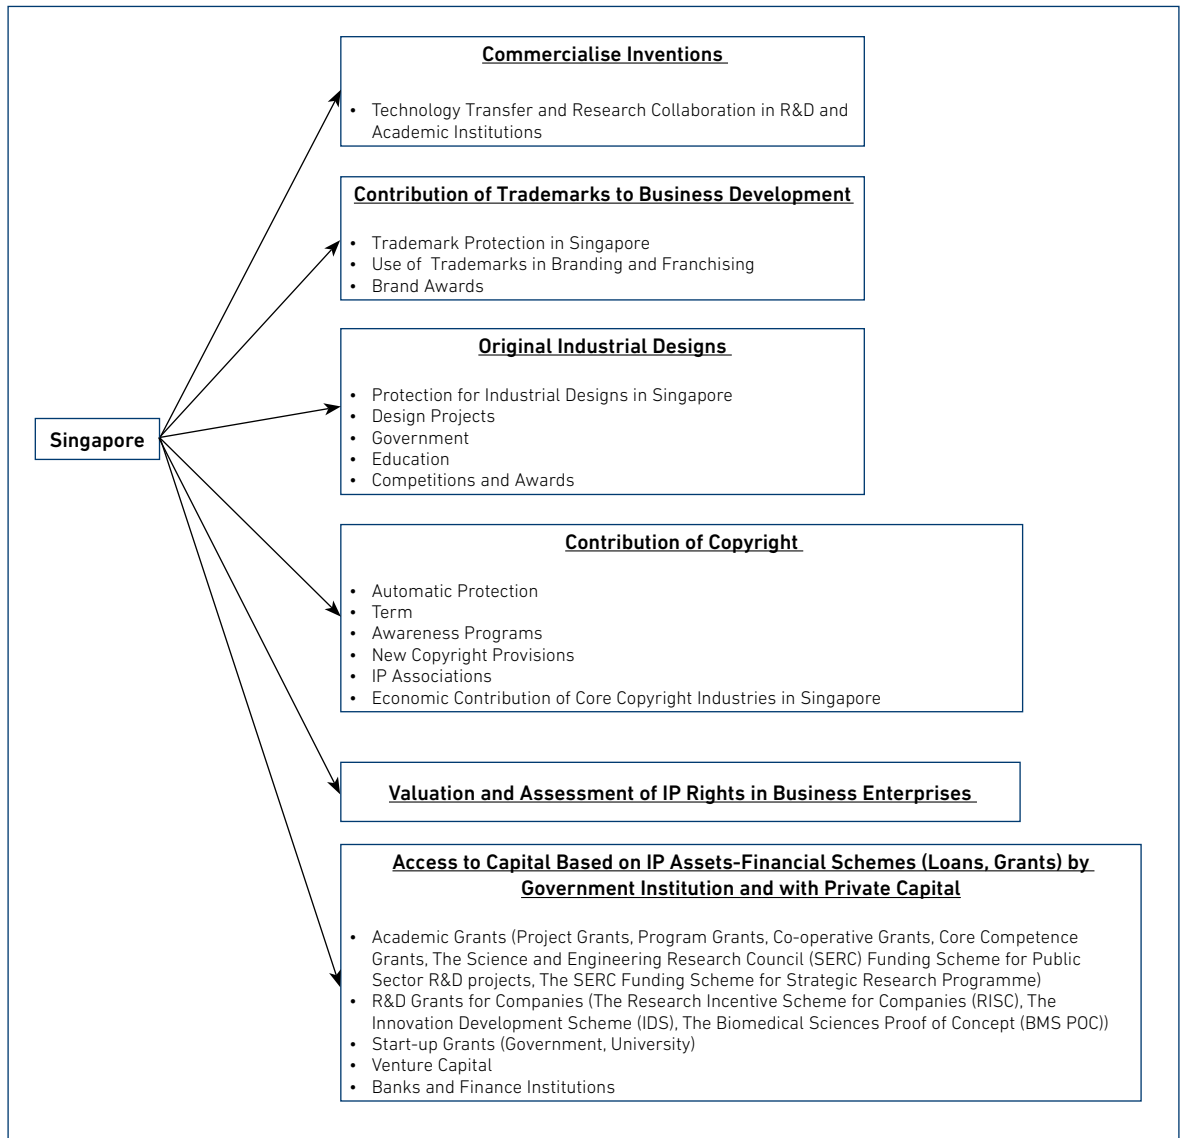 Commercialise Inventions
• Technology Transfer and Research Collaboration in R&D and
Academic Institutions
Contribution of Trademarks to Business Development
• Trademark Protection in Singapore
• Use of Trademarks in Branding and Franchising
• Brand Awards
Original Industrial Designs
• Protection for Industrial Designs in Singapore
• Design Projects
• Government
• Education
• Competitions and Awards
Singapore
Contribution of Copyright
• Automatic Protection
• Term
• Awareness Programs
• New Copyright Provisions
• IP Associations
• Economic Contribution of Core Copyright Industries in Singapore
Valuation and Assessment of IP Rights in Business Enterprises
Access to Capital Based on IP Assets-Financial Schemes (Loans, Grants) by
Government Institution and with Private Capital
• Academic Grants (Project Grants, Program Grants, Co-operative Grants, Core Competence
Grants, The Science and Engineering Research Council (SERC) Funding Scheme for Public
Sector R&D projects, The SERC Funding Scheme for Strategic Research Programme)
• R&D Grants for Companies (The Research Incentive Scheme for Companies (RISC), The
Innovation Development Scheme (IDS), The Biomedical Sciences Proof of Concept (BMS POC))
• Start-up Grants (Government, University)
• Venture Capital
• Banks and Finance Institutions